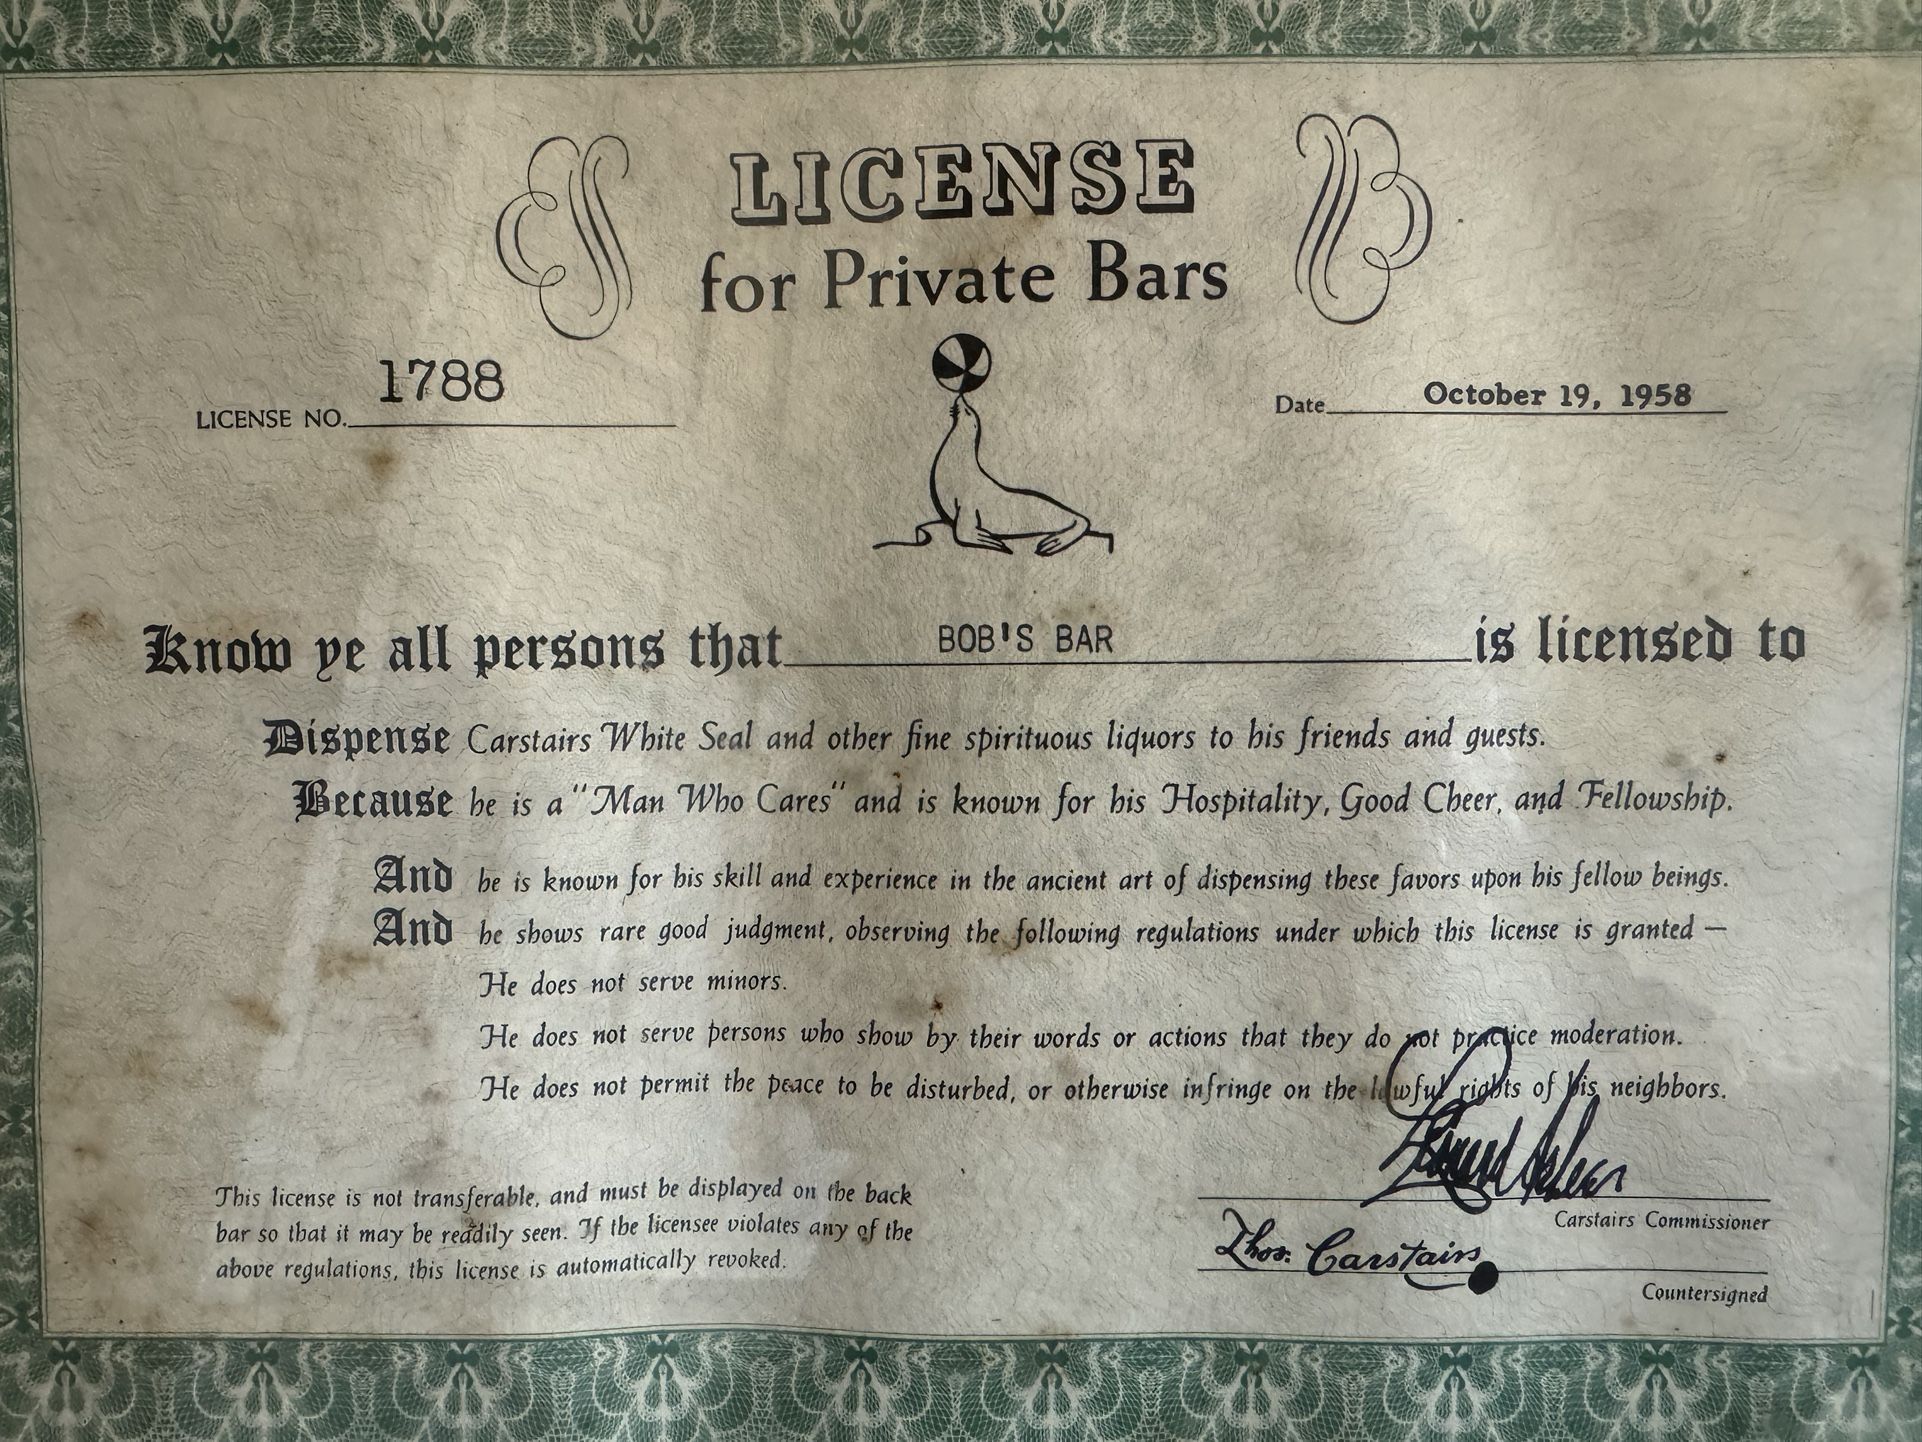 LICENSE
for Private Bars
LICENSE NO. 1788
Date October 19, 1958
Know ye all persons that BOB'S BAR is licensed to
Dispense Carstairs White Seal and other fine spirituous liquors to his friends and guests.
Because he is a "Man Who Cares" and is known for his Hospitality, Good Cheer, and Fellowship.
And he is known for his skill and experience in the ancient art of dispensing these favors upon his fellow beings.
And he shows rare good judgment, observing the following regulations under which this license is granted —
He does not serve minors.
He does not serve persons who show by their words or actions that they do not practice moderation.
He does not permit the peace to be disturbed, or otherwise infringe on the lawful rights of his neighbors.
This license is not transferable, and must be displayed on the back
bar so that it may be readily seen. If the licensee violates any of the
above regulations, this license is automatically revoked.
Carstairs Commissioner
Thos. Carstairs
Countersigned